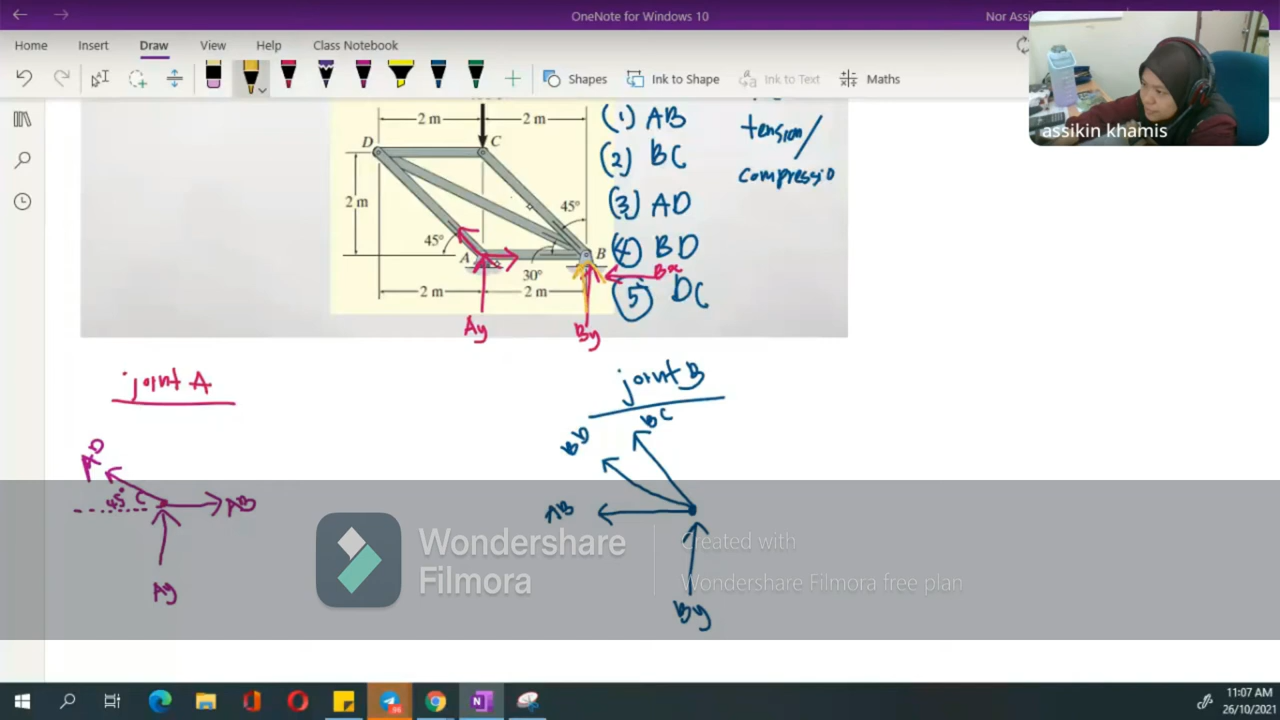 OneNote for Windows 10
Nor Assi
Home Insert Draw View Help Class Notebook
Shapes Ink to Shape Ink to Text Maths
assikin khamis
2 m 2 m
D C
2 m
45°
45°
A B
30°
2 m 2 m
Ay By Bx
(1) AB
(2) BC
(3) AD
(4) BD
(5) DC
tension/
compressio
joint A
AD
45°
AB
Ay
joint B
BC
BD
AB
By
Wondershare
Filmora
Created with
Wondershare Filmora free plan
11:07 AM
26/10/2021